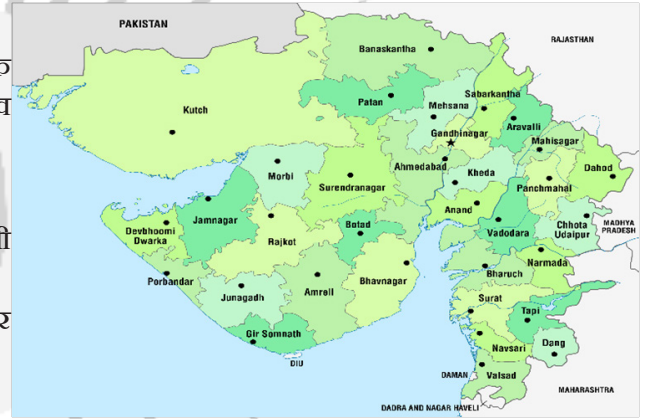 PAKISTAN
RAJASTHAN
Banaskantha
Patan
Mehsana
Sabarkantha
Kutch
Gandhinagar
Aravalli
Mahisagar
Ahmedabad
Kheda
Dahod
Morbi
Surendranagar
Panchmahal
Anand
Jamnagar
Devbhoomi
Dwarka
Rajkot
Botad
Vadodara
Chhota
Udaipur
MADHYA
PRADESH
Narmada
Bharuch
Porbandar
Junagadh
Amreli
Bhavnagar
Surat
Tapi
Gir Somnath
DIU
Navsari
Dang
DAMAN
Valsad
MAHARASHTRA
DADRA AND NAGAR HAVELI